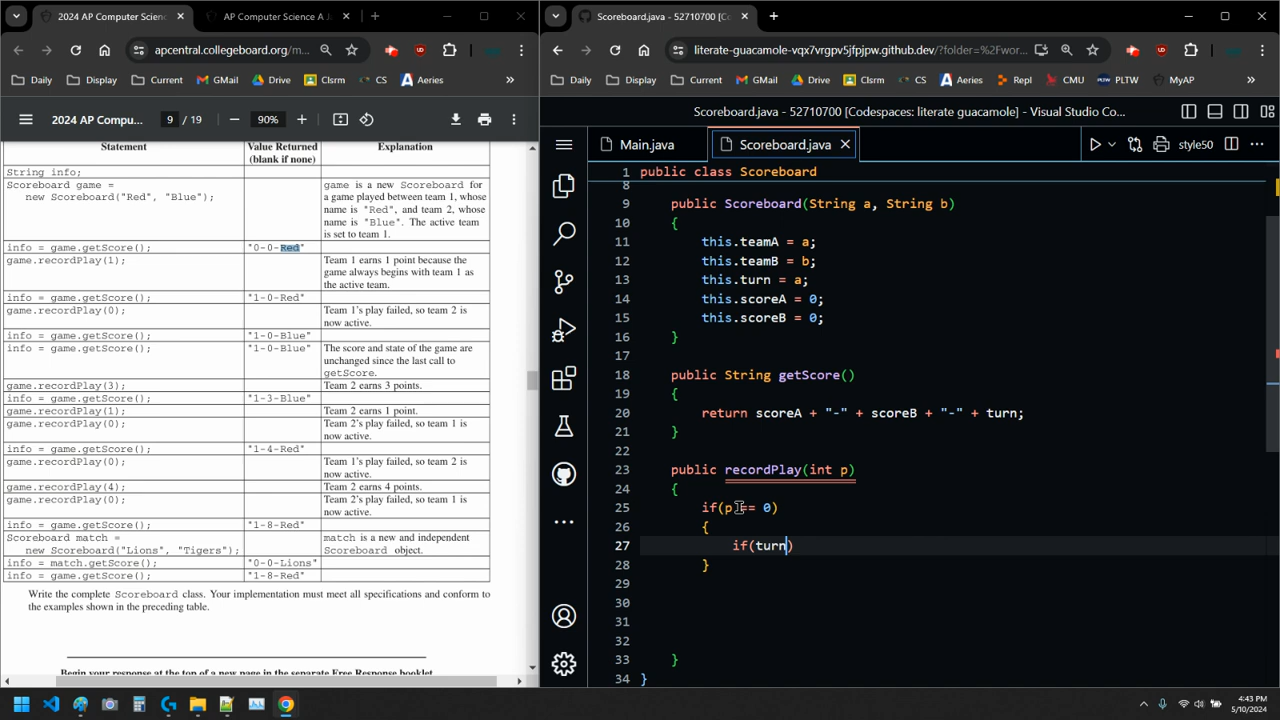 2024 AP Computer Scienc
AP Computer Science A Ja
apcentral.collegeboard.org/m...
Daily
Display
Current
GMail
Drive
Clsrm
CS
Aeries
»
2024 AP Compu...
9 / 19
90%
Statement
Value Returned
(blank if none)
Explanation
String info;
Scoreboard game =
new Scoreboard("Red", "Blue");
game is a new Scoreboard for
a game played between team 1, whose
name is "Red", and team 2, whose
name is "Blue". The active team
is set to team 1.
info = game.getScore();
"0-0-Red"
game.recordPlay(1);
Team 1 earns 1 point because the
game always begins with team 1 as
the active team.
info = game.getScore();
"1-0-Red"
game.recordPlay(0);
Team 1's play failed, so team 2 is
now active.
info = game.getScore();
"1-0-Blue"
info = game.getScore();
"1-0-Blue"
The score and state of the game are
unchanged since the last call to
getScore.
game.recordPlay(3);
Team 2 earns 3 points.
info = game.getScore();
"1-3-Blue"
game.recordPlay(1);
Team 2 earns 1 point.
game.recordPlay(0);
Team 2's play failed, so team 1 is
now active.
info = game.getScore();
"1-4-Red"
game.recordPlay(0);
Team 1's play failed, so team 2 is
now active.
game.recordPlay(4);
Team 2 earns 4 points.
game.recordPlay(0);
Team 2's play failed, so team 1 is
now active.
info = game.getScore();
"1-8-Red"
Scoreboard match =
new Scoreboard("Lions", "Tigers");
match is a new and independent
Scoreboard object.
info = match.getScore();
"0-0-Lions"
info = game.getScore();
"1-8-Red"
Write the complete Scoreboard class. Your implementation must meet all specifications and conform to
the examples shown in the preceding table.
Begin your response at the top of a new page in the separate Free Response booklet
Scoreboard.java - 52710700 [
literate-guacamole-vqx7vrgpv5jfpjpw.github.dev/?folder=%2Fwor...
Daily
Display
Current
GMail
Drive
Clsrm
CS
Aeries
Repl
CMU
PLTW
MyAP
»
Scoreboard.java - 52710700 [Codespaces: literate guacamole] - Visual Studio Co...
Main.java
Scoreboard.java
style50
1 public class Scoreboard
8
9 public Scoreboard(String a, String b)
10 {
11 this.teamA = a;
12 this.teamB = b;
13 this.turn = a;
14 this.scoreA = 0;
15 this.scoreB = 0;
16 }
17
18 public String getScore()
19 {
20 return scoreA + "-" + scoreB + "-" + turn;
21 }
22
23 public recordPlay(int p)
24 {
25 if(p == 0)
26 {
27 if(turn)
28 }
29
30
31
32
33 }
34 }
4:43 PM
5/10/2024